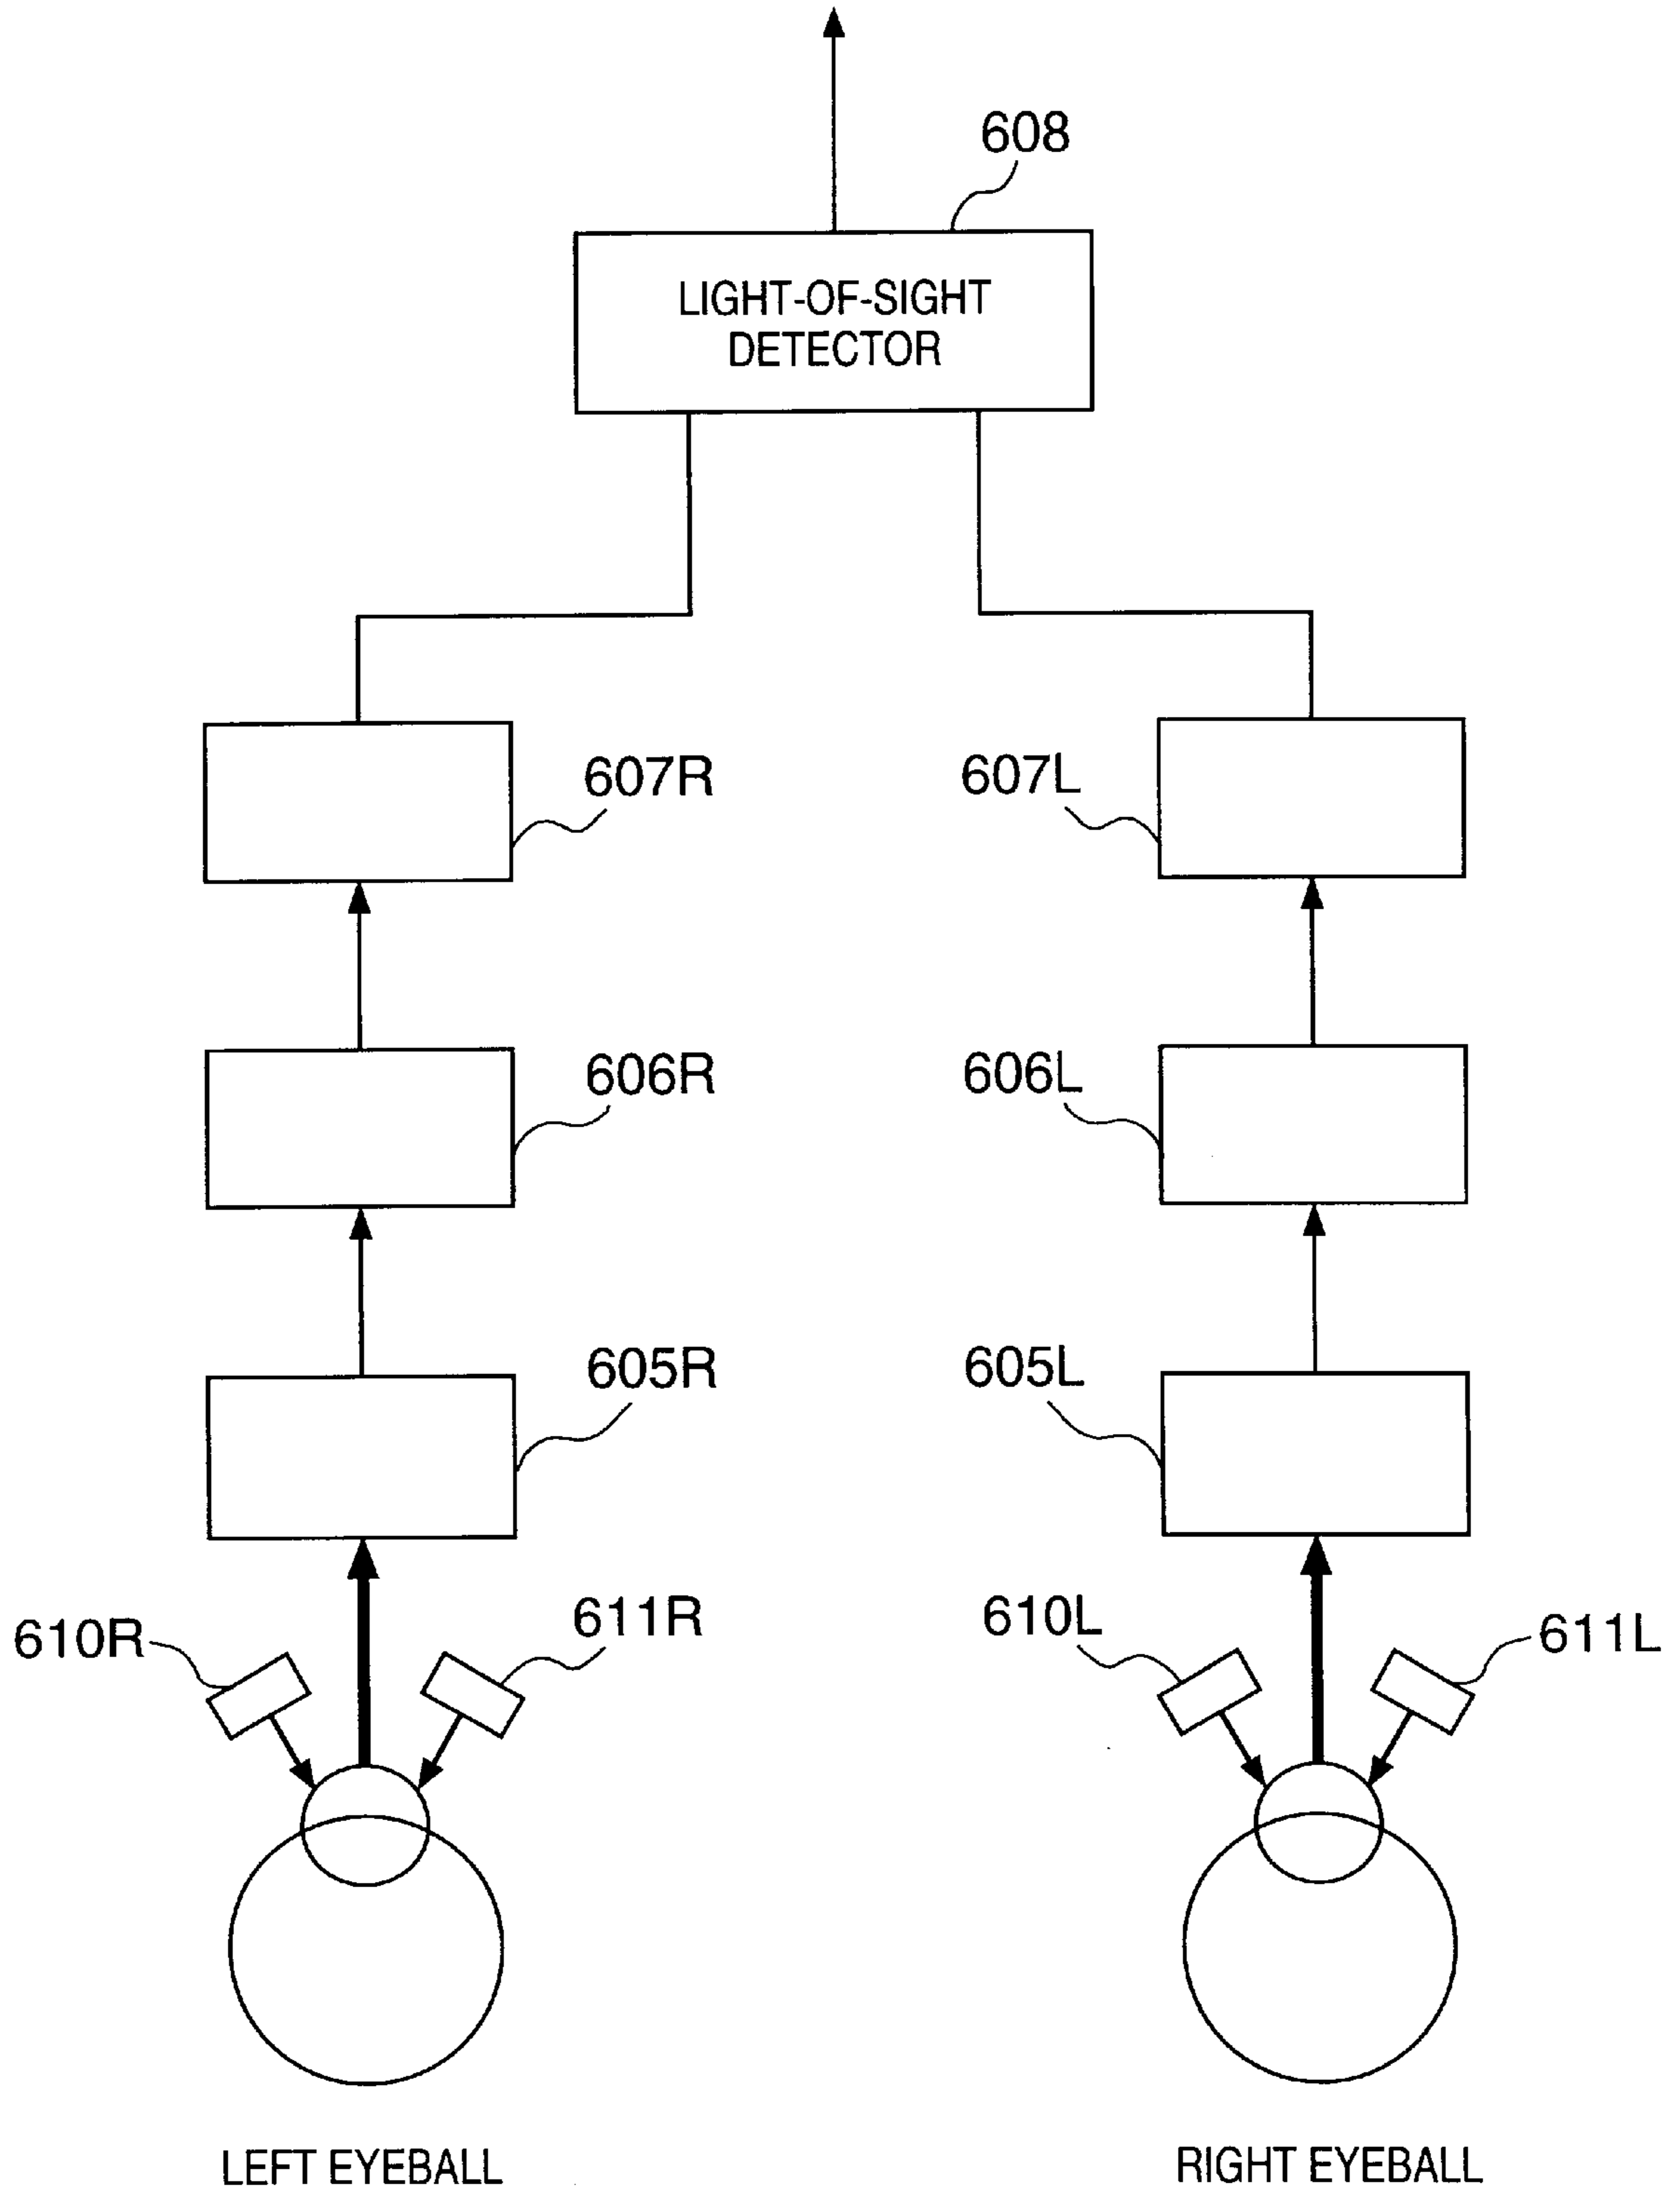 608
LIGHT-OF-SIGHT
DETECTOR
607R
607L
606R
606L
605R
605L
610R
611R
610L
611L
LEFT EYEBALL
RIGHT EYEBALL